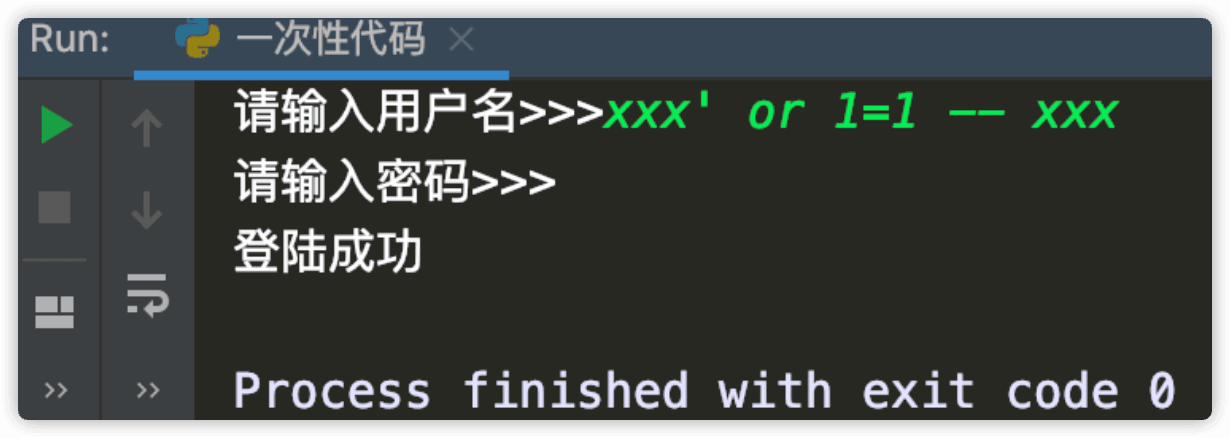 Run: 一次性代码
请输入用户名>>>xxx' or 1=1 -- xxx
请输入密码>>>
登陆成功
Process finished with exit code 0